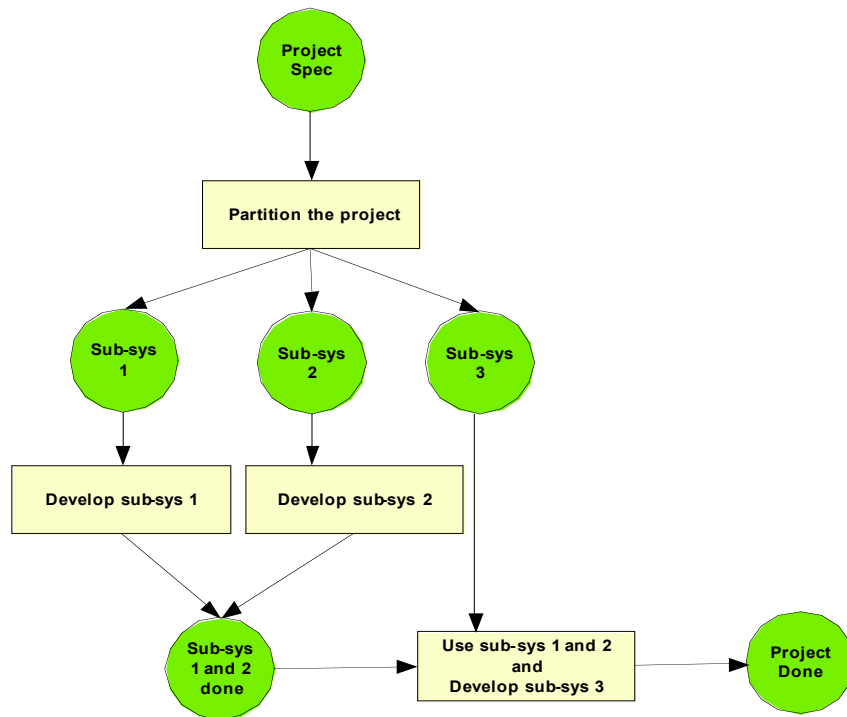 Project
Spec
Partition the project
Sub-sys
1
Sub-sys
2
Sub-sys
3
Develop sub-sys 1
Develop sub-sys 2
Sub-sys
1 and 2
done
Use sub-sys 1 and 2
and
Develop sub-sys 3
Project
Done